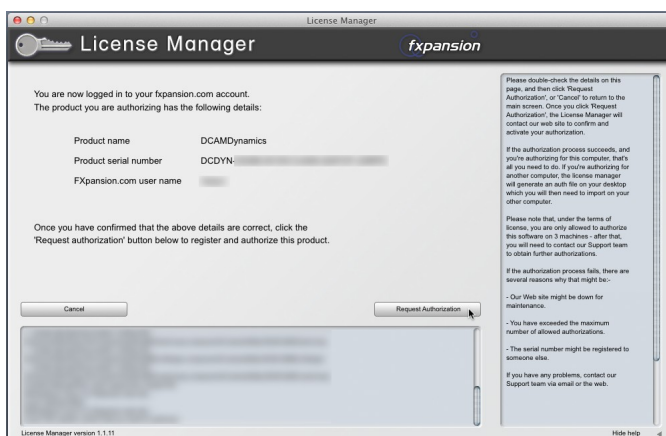 License Manager
License Manager
fxpansion
You are now logged in to your fxpansion.com account.
The product you are authorizing has the following details:
Product name DCAMDynamics
Product serial number DCDYN-
FXpansion.com user name
Once you have confirmed that the above details are correct, click the
'Request authorization' button below to register and authorize this product.
Cancel
Request Authorization
License Manager version 1.1.11
Please double-check the details on this
page, and then click 'Request
Authorization', or 'Cancel' to return to the
main screen. Once you click 'Request
Authorization', the License Manager will
contact our web site to confirm and
activate your authorization.
If the authorization process succeeds, and
you're authorizing for this computer, that's
all you need to do. If you're authorizing for
another computer, the license manager
will generate an auth file on your desktop
which you will then need to import on your
other computer.
Please note that, under the terms of
license, you are only allowed to authorize
this software on 3 machines - after that,
you will need to contact our Support team
to obtain further authorizations.
If the authorization process fails, there are
several reasons why that might be:-
- Our Web site might be down for
maintenance.
- You have exceeded the maximum
number of allowed authorizations.
- The serial number might be registered to
someone else.
If you have any problems, contact our
Support team via email or the web.
Hide help